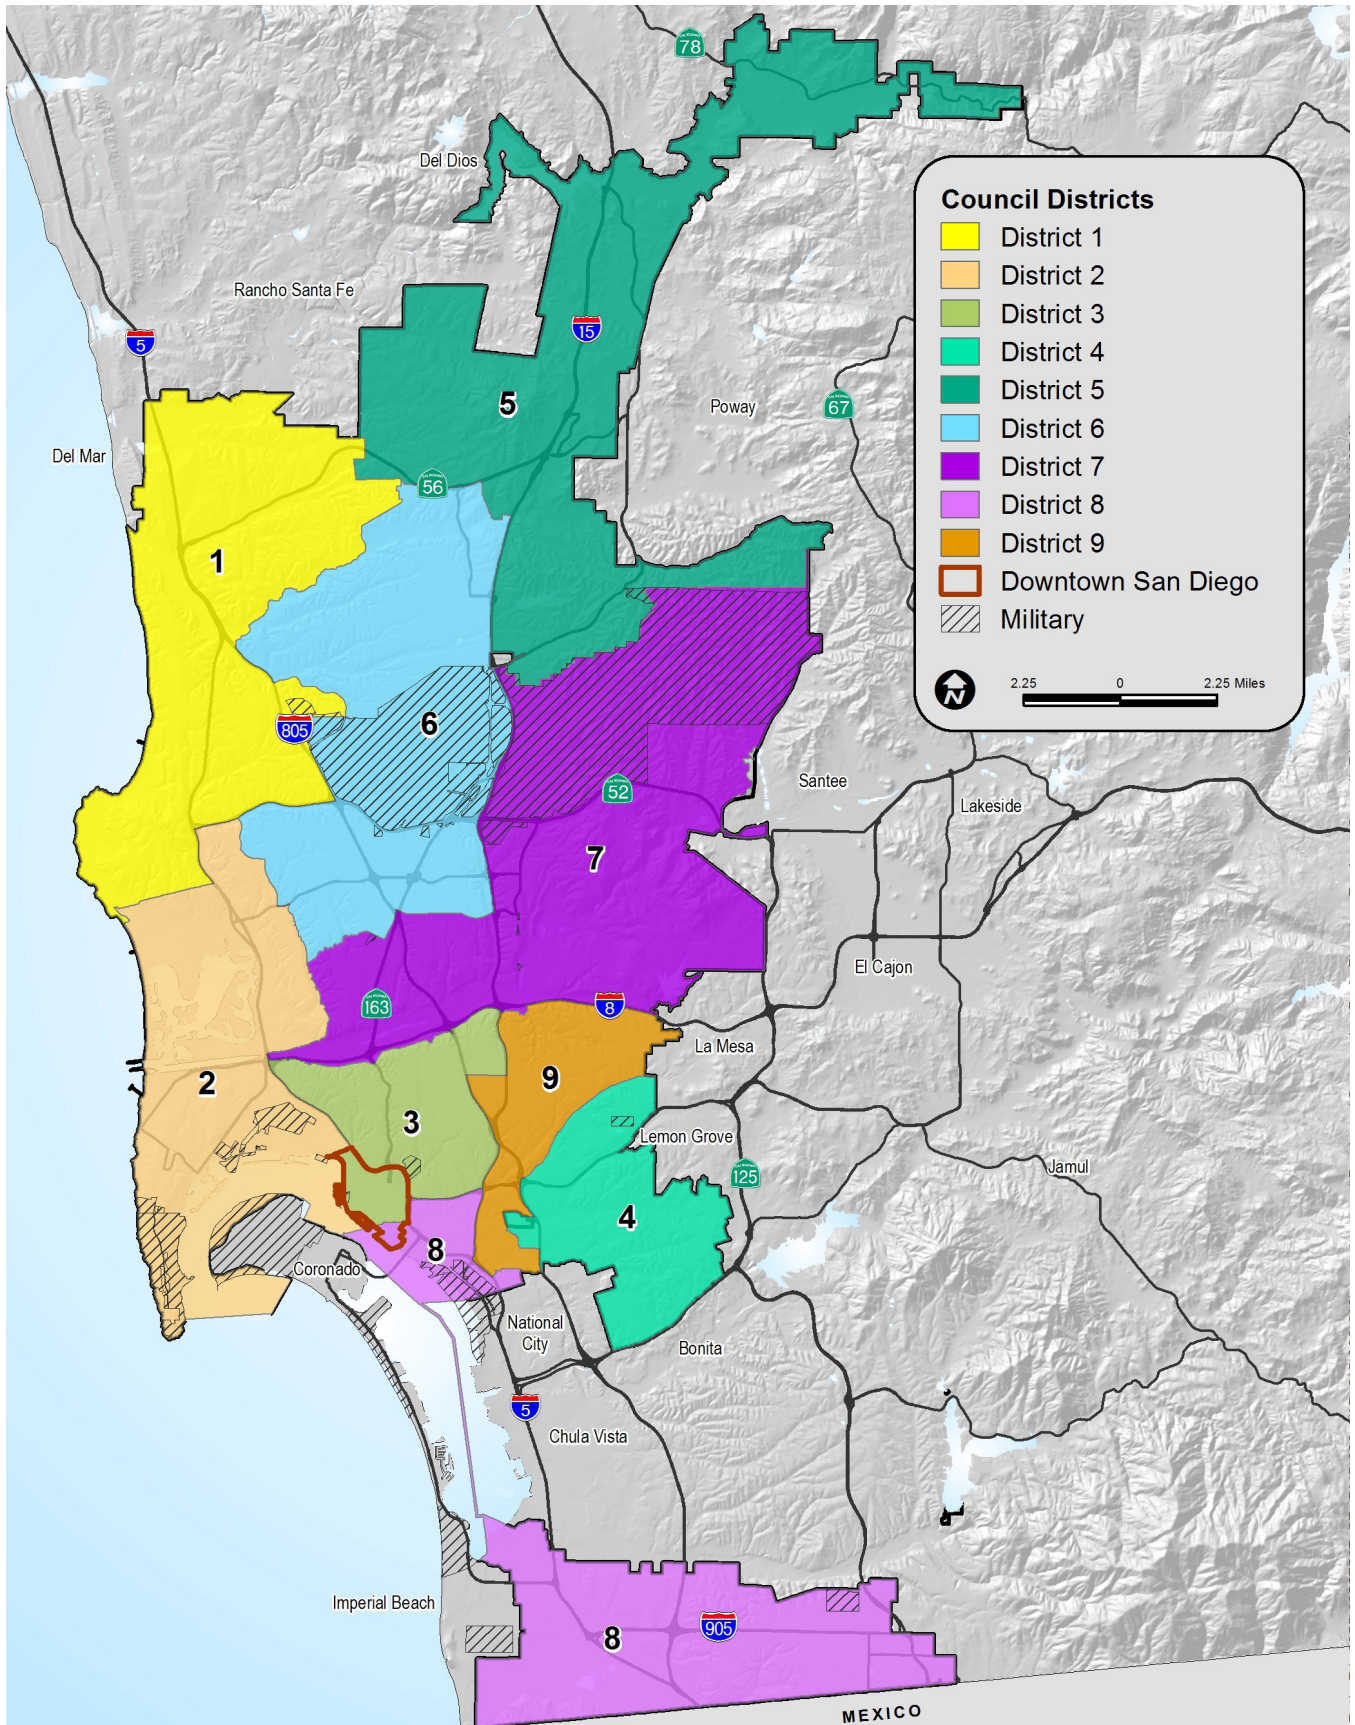 78
Del Dios
Council Districts
District 1
District 2
District 3
District 4
District 5
District 6
District 7
District 8
District 9
Downtown San Diego
Military
N
2.25 0 2.25 Miles
Rancho Santa Fe
5
15
5
Poway
67
Del Mar
56
1
6
805
52
Santee
Lakeside
7
El Cajon
163
8
La Mesa
2
9
3
Lemon Grove
125
Jamul
4
8
Coronado
National
City
Bonita
5
Chula Vista
Imperial Beach
905
8
MEXICO